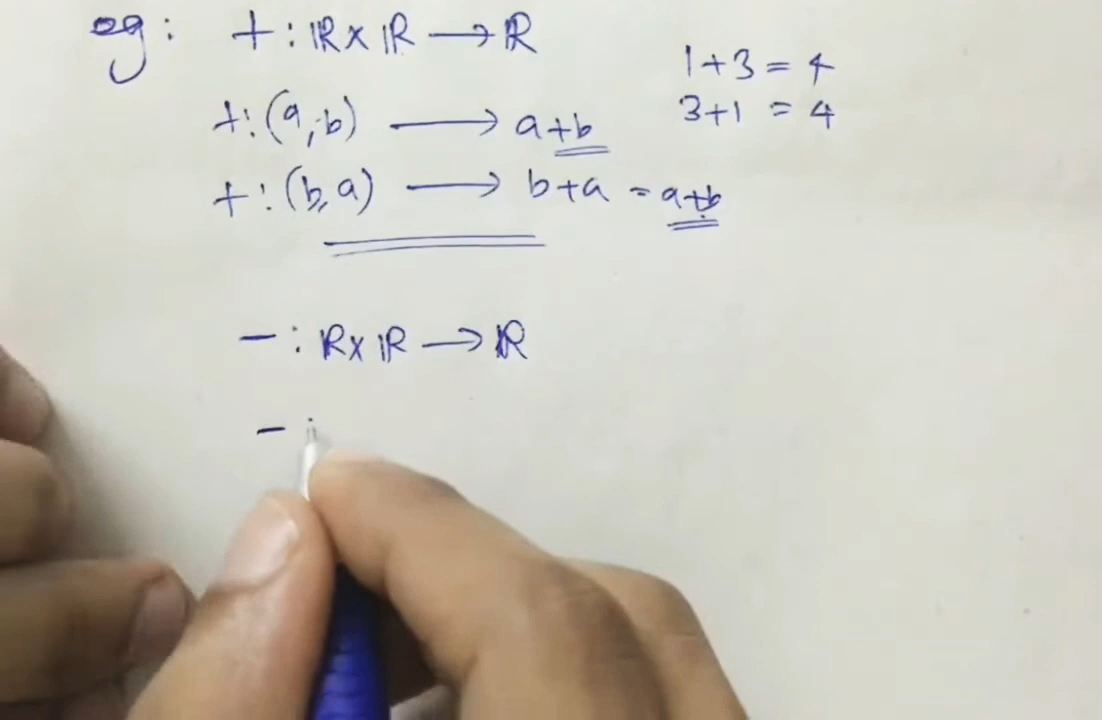 eg: + : ℝ × ℝ → ℝ
1+3 = 4
+: (a, b) → a+b
3+1 = 4
+: (b, a) → b+a = a+b
− : ℝ × ℝ → ℝ
− :